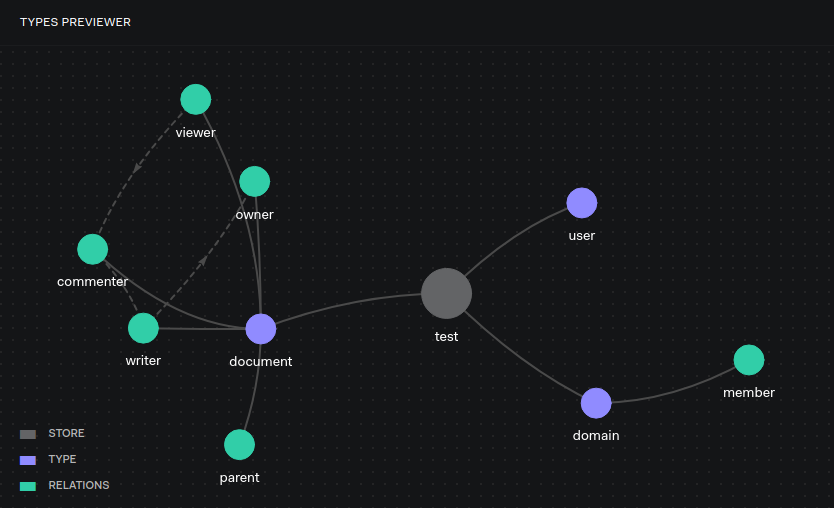 TYPES PREVIEWER
viewer
owner
user
commenter
test
writer
document
member
domain
parent
STORE
TYPE
RELATIONS